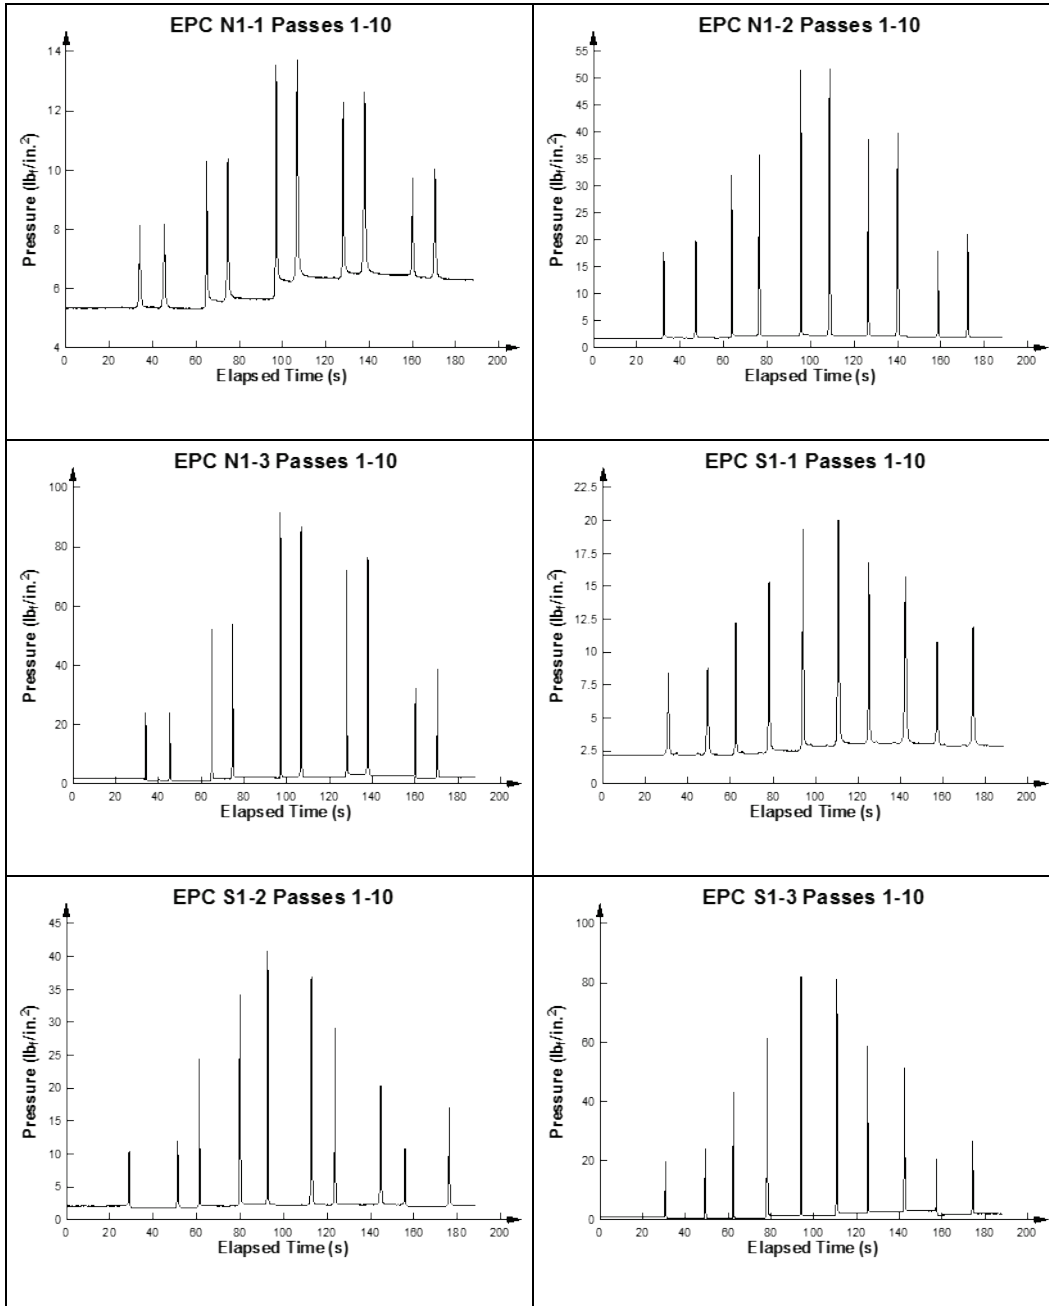 EPC N1-1 Passes 1-10
14
12
10
8
6
4
Pressure (lbf/in.²)
0 20 40 60 80 100 120 140 160 180 200
Elapsed Time (s)
EPC N1-2 Passes 1-10
55
50
45
40
35
30
25
20
15
10
5
0
Pressure (lbf/in.²)
0 20 40 60 80 100 120 140 160 180 200
Elapsed Time (s)
EPC N1-3 Passes 1-10
100
80
60
40
20
0
Pressure (lbf/in.²)
0 20 40 60 80 100 120 140 160 180 200
Elapsed Time (s)
EPC S1-1 Passes 1-10
22.5
20
17.5
15
12.5
10
7.5
5
2.5
0
Pressure (lbf/in.²)
0 20 40 60 80 100 120 140 160 180 200
Elapsed Time (s)
EPC S1-2 Passes 1-10
45
40
35
30
25
20
15
10
5
0
Pressure (lbf/in.²)
0 20 40 60 80 100 120 140 160 180 200
Elapsed Time (s)
EPC S1-3 Passes 1-10
100
80
60
40
20
0
Pressure (lbf/in.²)
0 20 40 60 80 100 120 140 160 180 200
Elapsed Time (s)